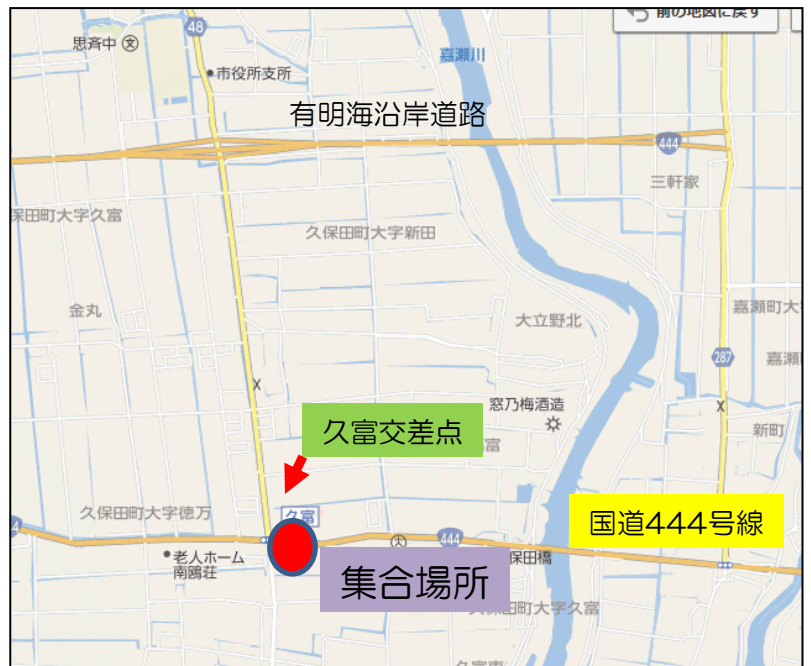 前の地図に戻す
48
思斉中
嘉瀬川
市役所支所
有明海沿岸道路
444
三軒家
保田町大字久富
久保田町大字新田
金丸
大立野北
嘉瀬町大
287
嘉瀬
窓乃梅酒造
久富交差点
富
新町
久保田町大字徳万
久富
国道444号線
4
444
老人ホーム
南鴎荘
保田橋
集合場所
久保田町大字久富
久富東